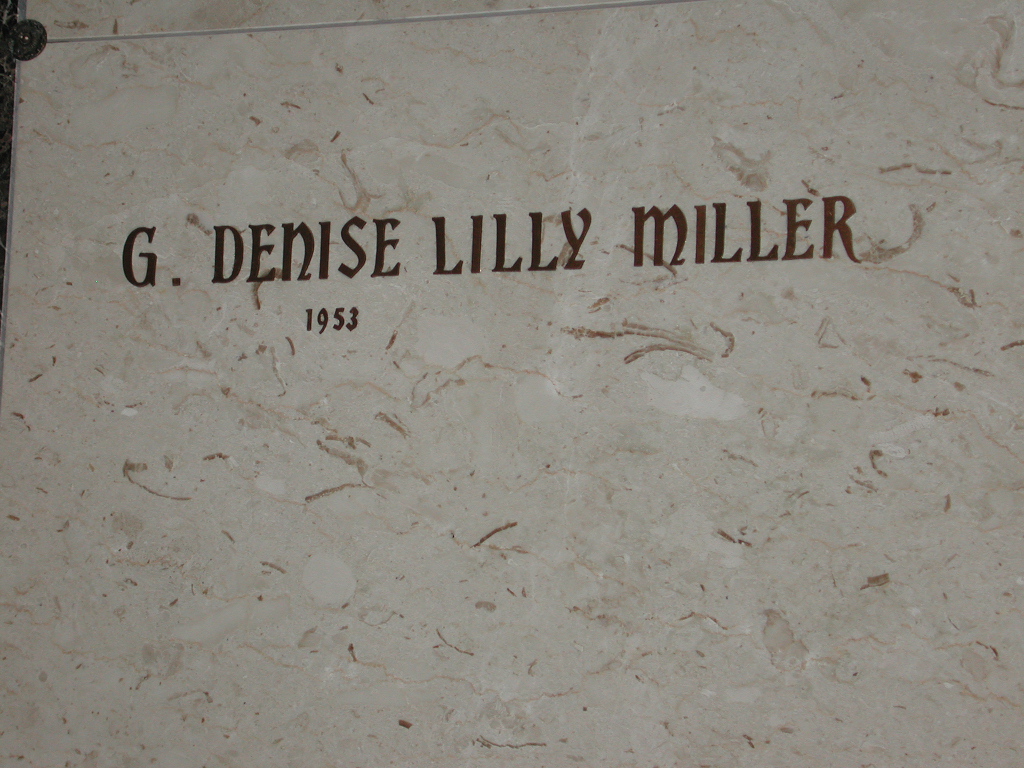 G. DENISE LILLY MILLER
1953